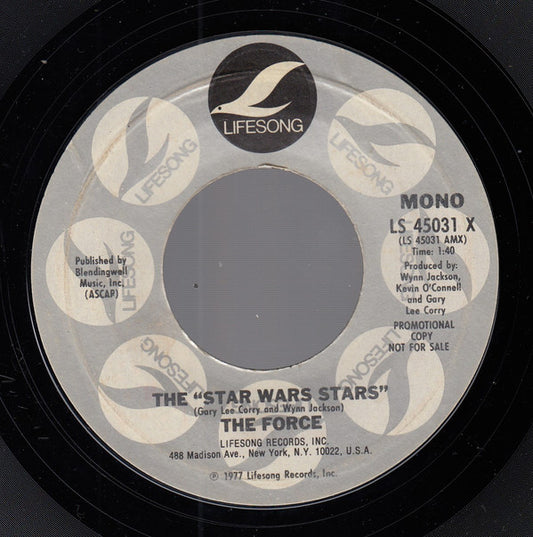 LIFESONG
LIFESONG
LIFESONG
LIFESONG
LIFESONG
LIFESONG
LIFESONG
LIFESONG
MONO
LS 45031 X
(LS 45031 AMX)
Time: 1:40
Published by
Blendingwell
Music, Inc.
(ASCAP)
Produced by:
Wynn Jackson,
Kevin O'Connell
and Gary
Lee Corry
PROMOTIONAL
COPY
NOT FOR SALE
THE "STAR WARS STARS"
(Gary Lee Corry and Wynn Jackson)
THE FORCE
LIFESONG RECORDS, INC.
488 Madison Ave., New York, N.Y. 10022, U.S.A.
℗ 1977 Lifesong Records, Inc.